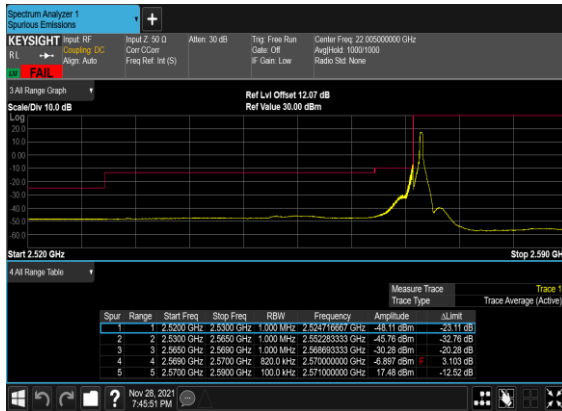 Spectrum Analyzer 1
Spurious Emissions
KEYSIGHT Input: RF Input Z: 50 Ω Atten: 30 dB Trig: Free Run Center Freq: 22.005000000 GHz
RL Coupling: DC Corr CCorr Gate: Off Avg|Hold: 1000/1000
Align: Auto Freq Ref: Int (S) IF Gain: Low Radio Std: None
LW FAIL
3 All Range Graph
Ref Lvl Offset 12.07 dB
Scale/Div 10.0 dB Ref Value 30.00 dBm
Log
20.0
10.0
0.00
-10.0
-20.0
-30.0
-40.0
-50.0
-60.0
Start 2.520 GHz Stop 2.590 GH
4 All Range Table
Measure Trace Trace 1
Trace Type Trace Average (Active)
Spur Range Start Freq Stop Freq RBW Frequency Amplitude ΔLimit
1 1 2.5200 GHz 2.5300 GHz 1.000 MHz 2.524716667 GHz -48.11 dBm -23.11 dB
2 2 2.5300 GHz 2.5650 GHz 1.000 MHz 2.552283333 GHz -45.76 dBm -32.76 dB
3 3 2.5650 GHz 2.5690 GHz 1.000 MHz 2.568693333 GHz -30.28 dBm -20.28 dB
4 4 2.5690 GHz 2.5700 GHz 820.0 kHz 2.570000000 GHz -6.897 dBm F 3.103 dB
5 5 2.5700 GHz 2.5900 GHz 100.0 kHz 2.571000000 GHz 17.48 dBm -12.52 dB
Nov 28, 2021
7:45:51 PM